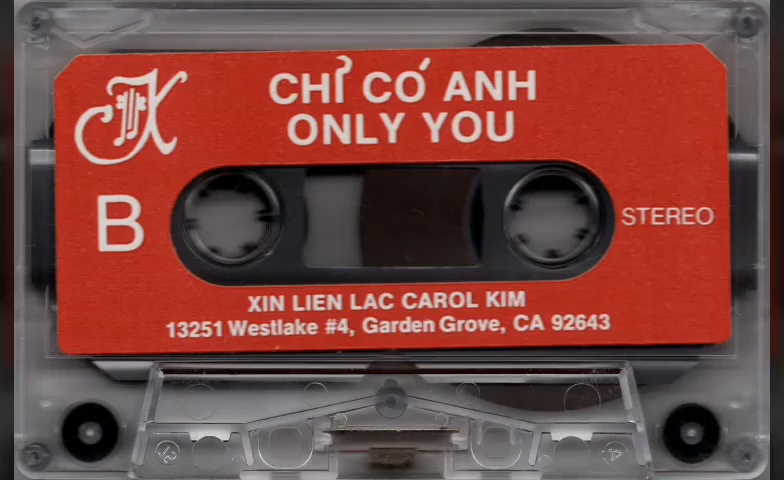 CHỈ CÓ ANH
ONLY YOU
B
STEREO
XIN LIEN LAC CAROL KIM
13251 Westlake #4, Garden Grove, CA 92643